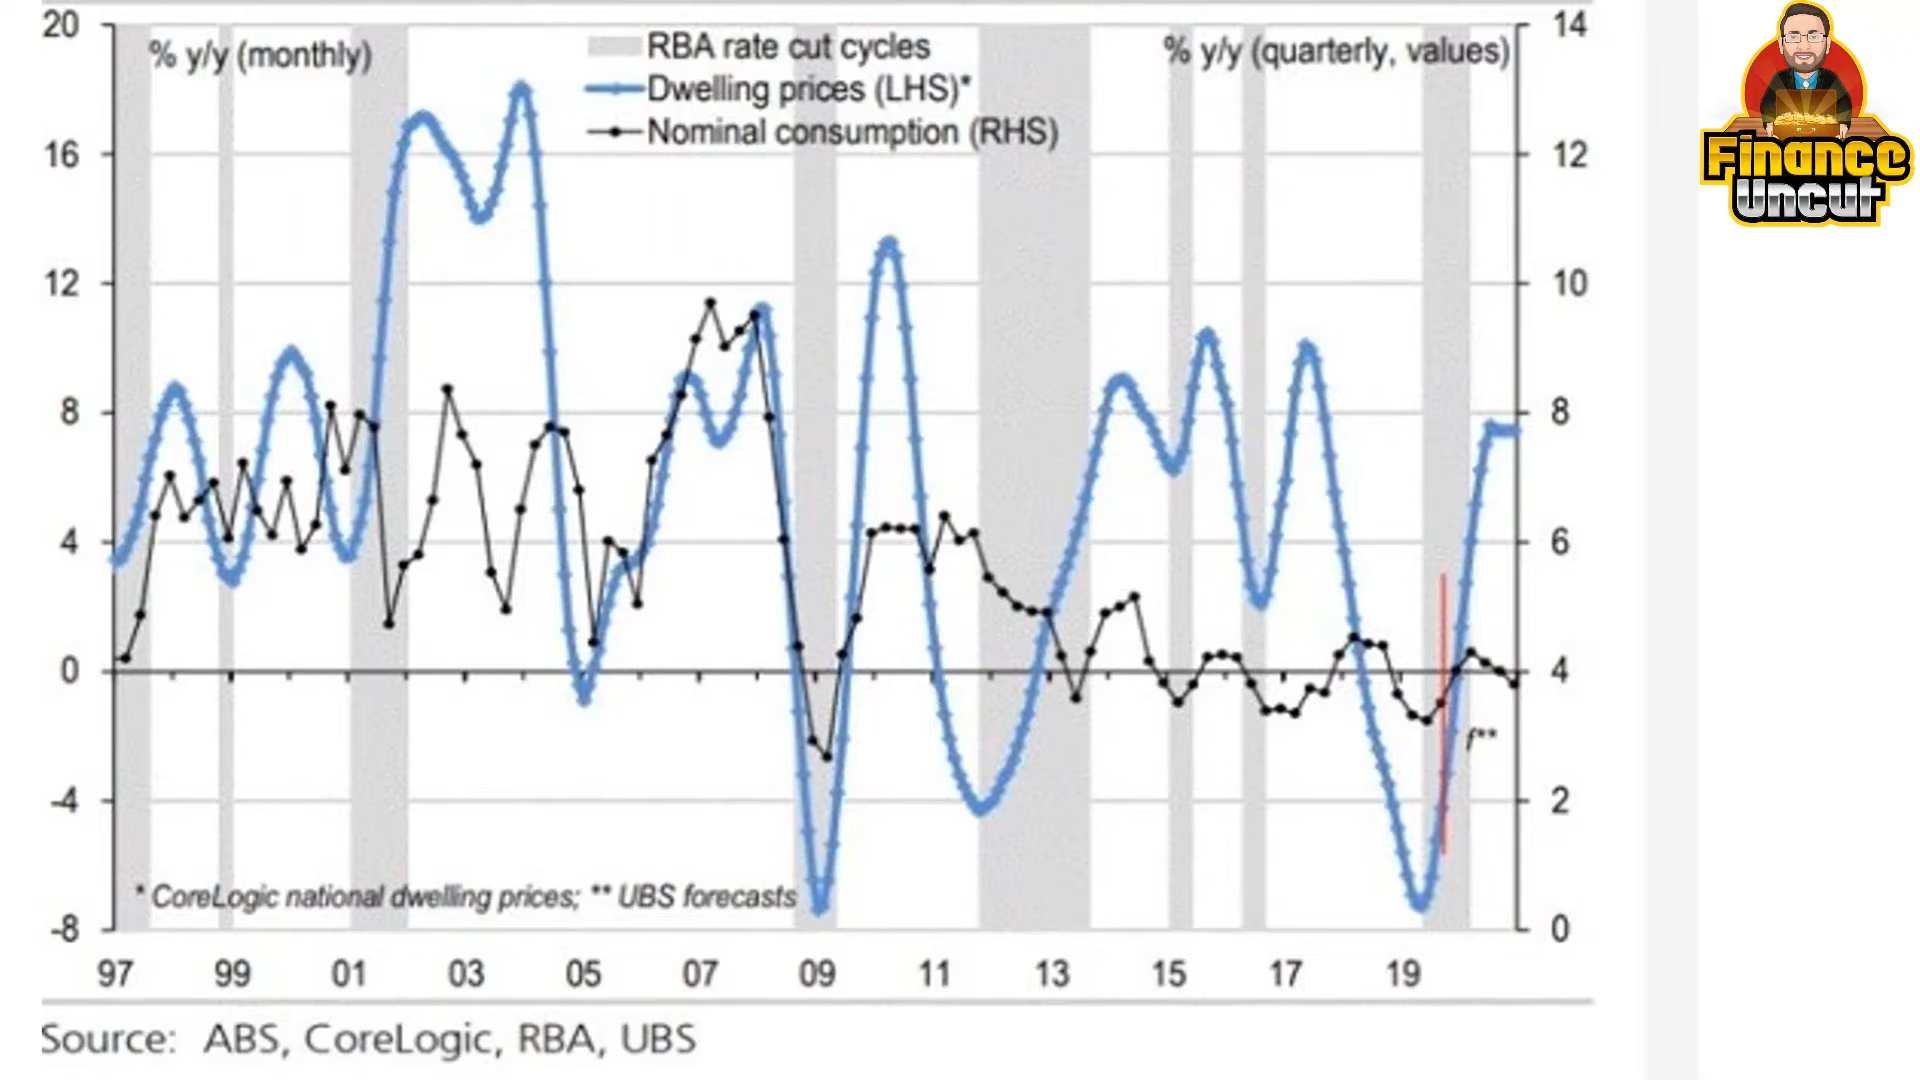 20
14
% y/y (monthly)
RBA rate cut cycles
% y/y (quarterly, values)
Dwelling prices (LHS)*
Nominal consumption (RHS)
16
12
12
10
8
8
4
6
0
4
-4
2
-8
0
f**
* CoreLogic national dwelling prices; ** UBS forecasts
97 99 01 03 05 07 09 11 13 15 17 19
Source: ABS, CoreLogic, RBA, UBS
Finance
Uncut